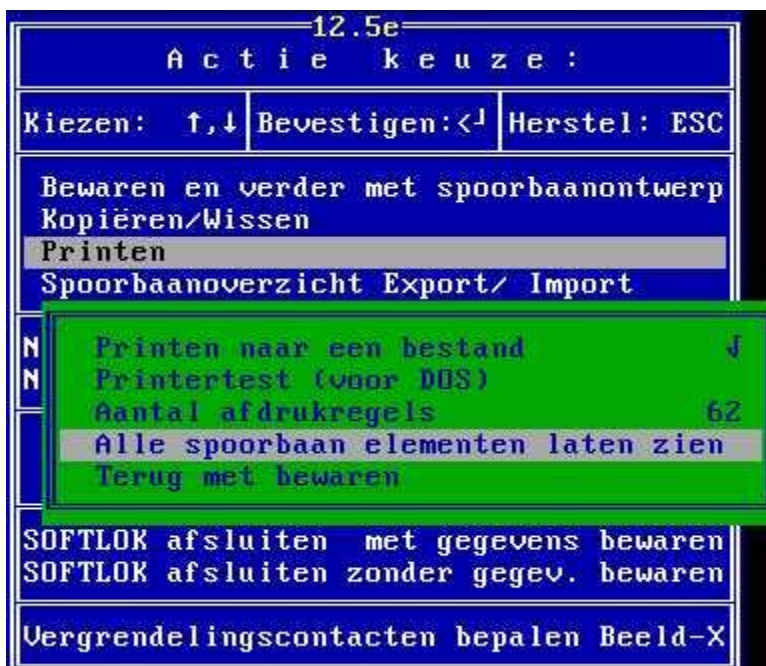 12.5e
Actie keuze:
Kiezen: ↑,↓ Bevestigen:<┘ Herstel: ESC
Bewaren en verder met spoorbaanontwerp
Kopiëren/Wissen
Printen
Spoorbaanoverzicht Export/ Import
N
N
Printen naar een bestand √
Printertest (voor DOS)
Aantal afdrukregels 62
Alle spoorbaan elementen laten zien
Terug met bewaren
SOFTLOK afsluiten met gegevens bewaren
SOFTLOK afsluiten zonder gegev. bewaren
Vergrendelingscontacten bepalen Beeld-X